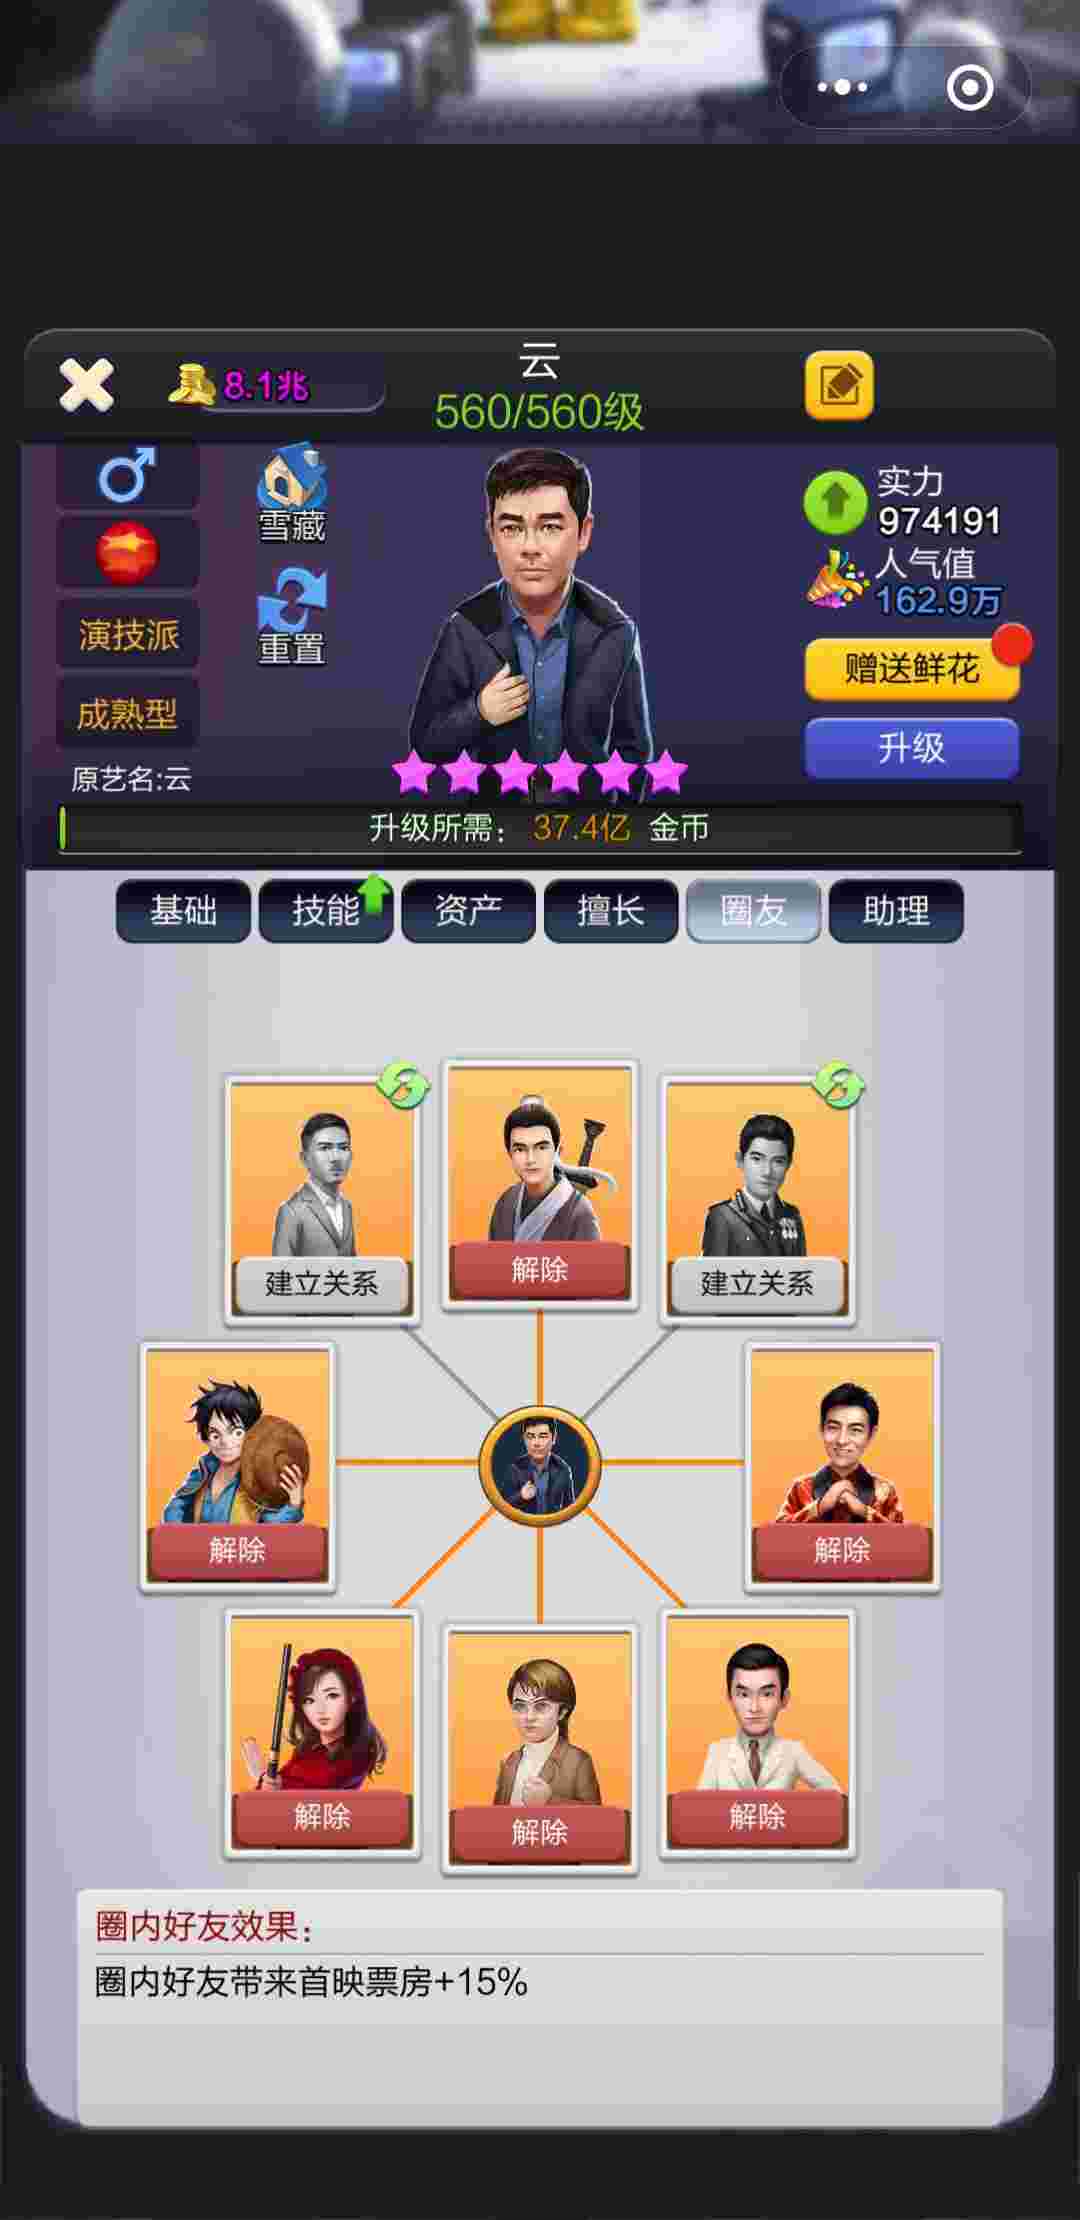 云
8.1兆
560/560级
雪藏
实力
974191
人气值
162.9万
演技派
重置
赠送鲜花
成熟型
升级
原艺名:云
升级所需： 37.4亿 金币
基础 技能 资产 擅长 圈友 助理
建立关系 解除 建立关系
解除 解除
解除 解除 解除
圈内好友效果：
圈内好友带来首映票房+15%